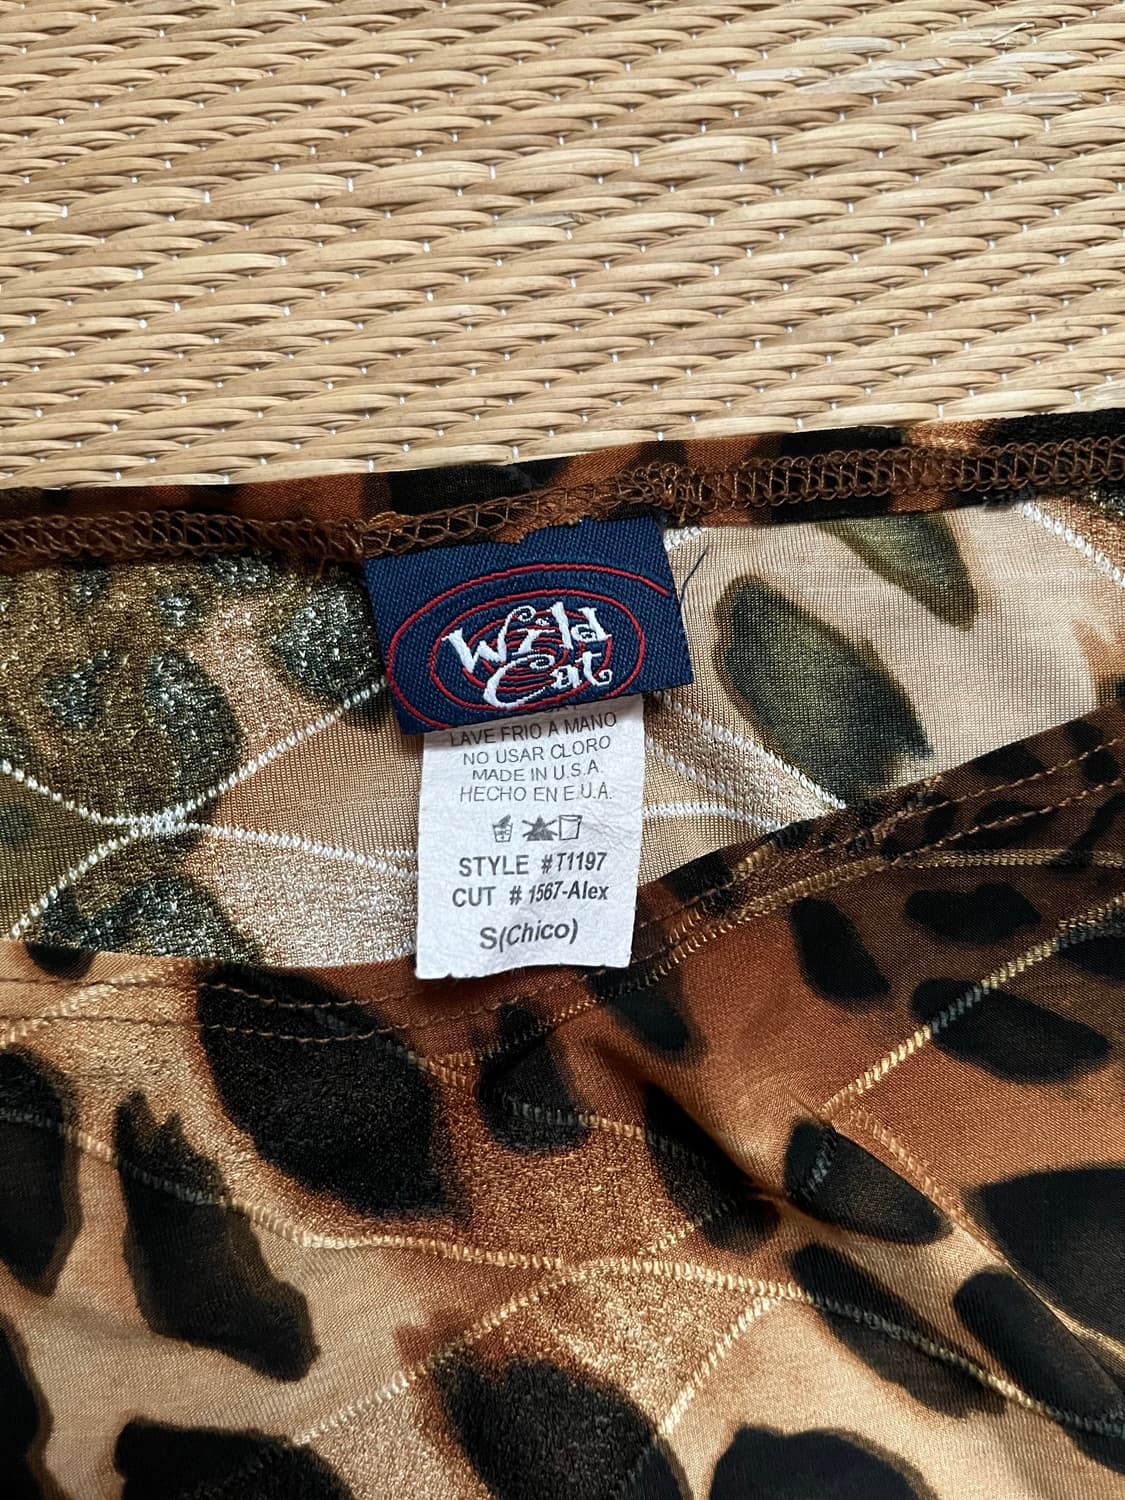 Wild
Cat
LAVE FRIO A MANO
NO USAR CLORO
MADE IN U.S.A.
HECHO EN E.U.A.
STYLE #T1197
CUT # 1567-Alex
S(Chico)